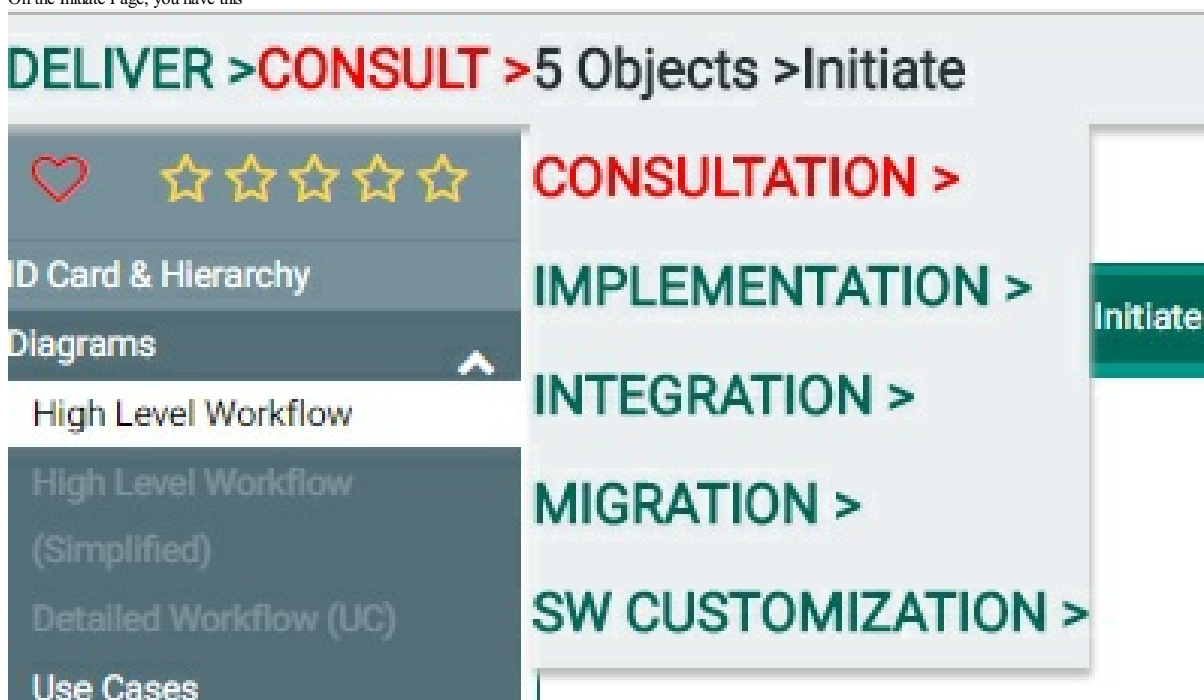 On the Initiate Page, you have this
DELIVER >CONSULT >5 Objects >Initiate
CONSULTATION >
ID Card & Hierarchy
IMPLEMENTATION >
Initiate
Diagrams
INTEGRATION >
High Level Workflow
High Level Workflow
(Simplified)
MIGRATION >
Detailed Workflow (UC)
SW CUSTOMIZATION >
Use Cases